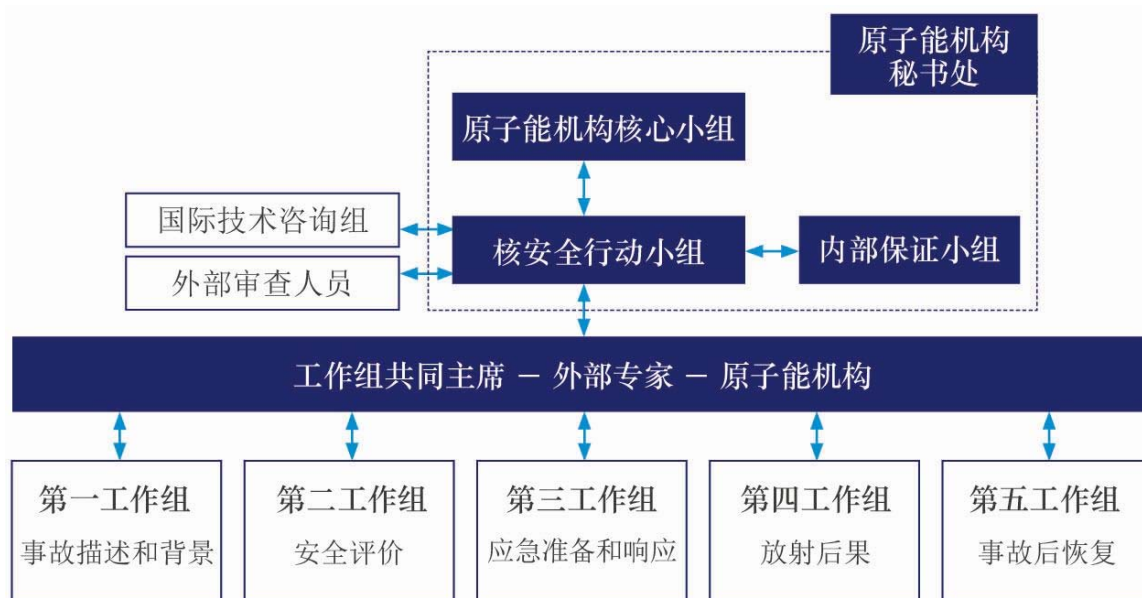 原子能机构
秘书处
原子能机构核心小组
国际技术咨询组
核安全行动小组
内部保证小组
外部审查人员
工作组共同主席 － 外部专家 － 原子能机构
第一工作组
事故描述和背景
第二工作组
安全评价
第三工作组
应急准备和响应
第四工作组
放射后果
第五工作组
事故后恢复